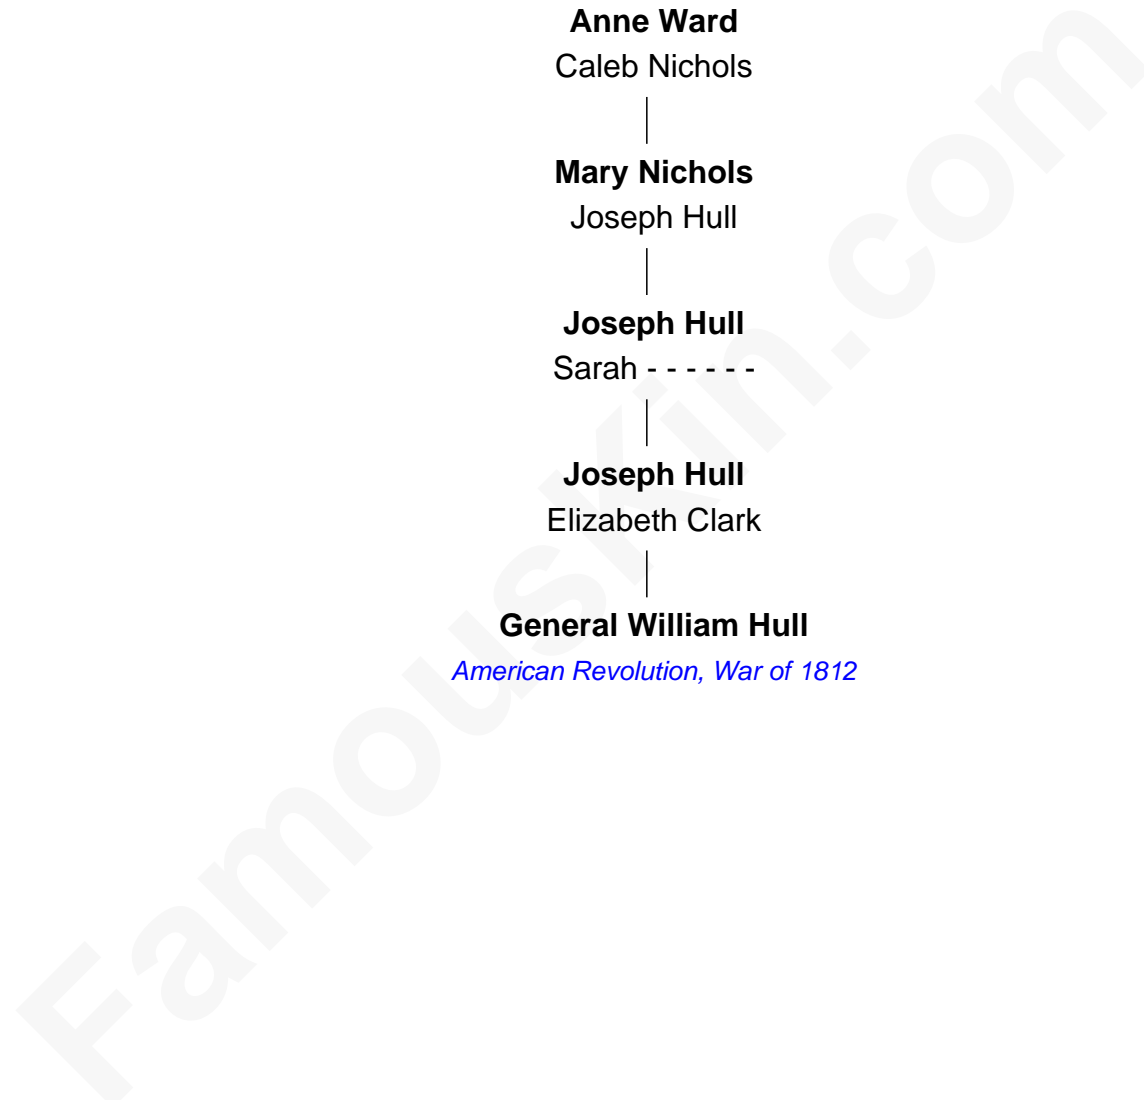 Anne Ward
Caleb Nichols
Mary Nichols
Joseph Hull
Joseph Hull
Sarah - - - - - -
Joseph Hull
Elizabeth Clark
General William Hull
American Revolution, War of 1812
FamousKin.com